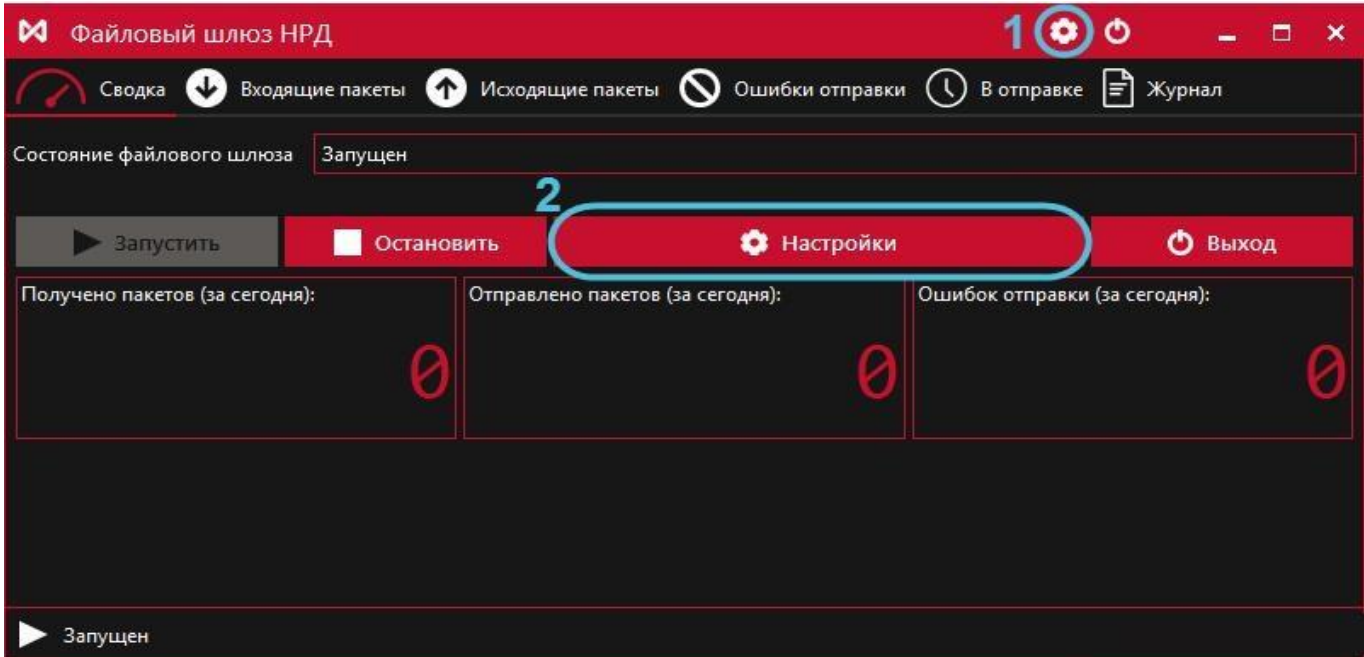 Файловый шлюз НРД 1
Сводка Входящие пакеты Исходящие пакеты Ошибки отправки В отправке Журнал
Состояние файлового шлюза Запущен
2
Запустить Остановить Настройки Выход
Получено пакетов (за сегодня): Отправлено пакетов (за сегодня): Ошибок отправки (за сегодня):
0 0 0
Запущен